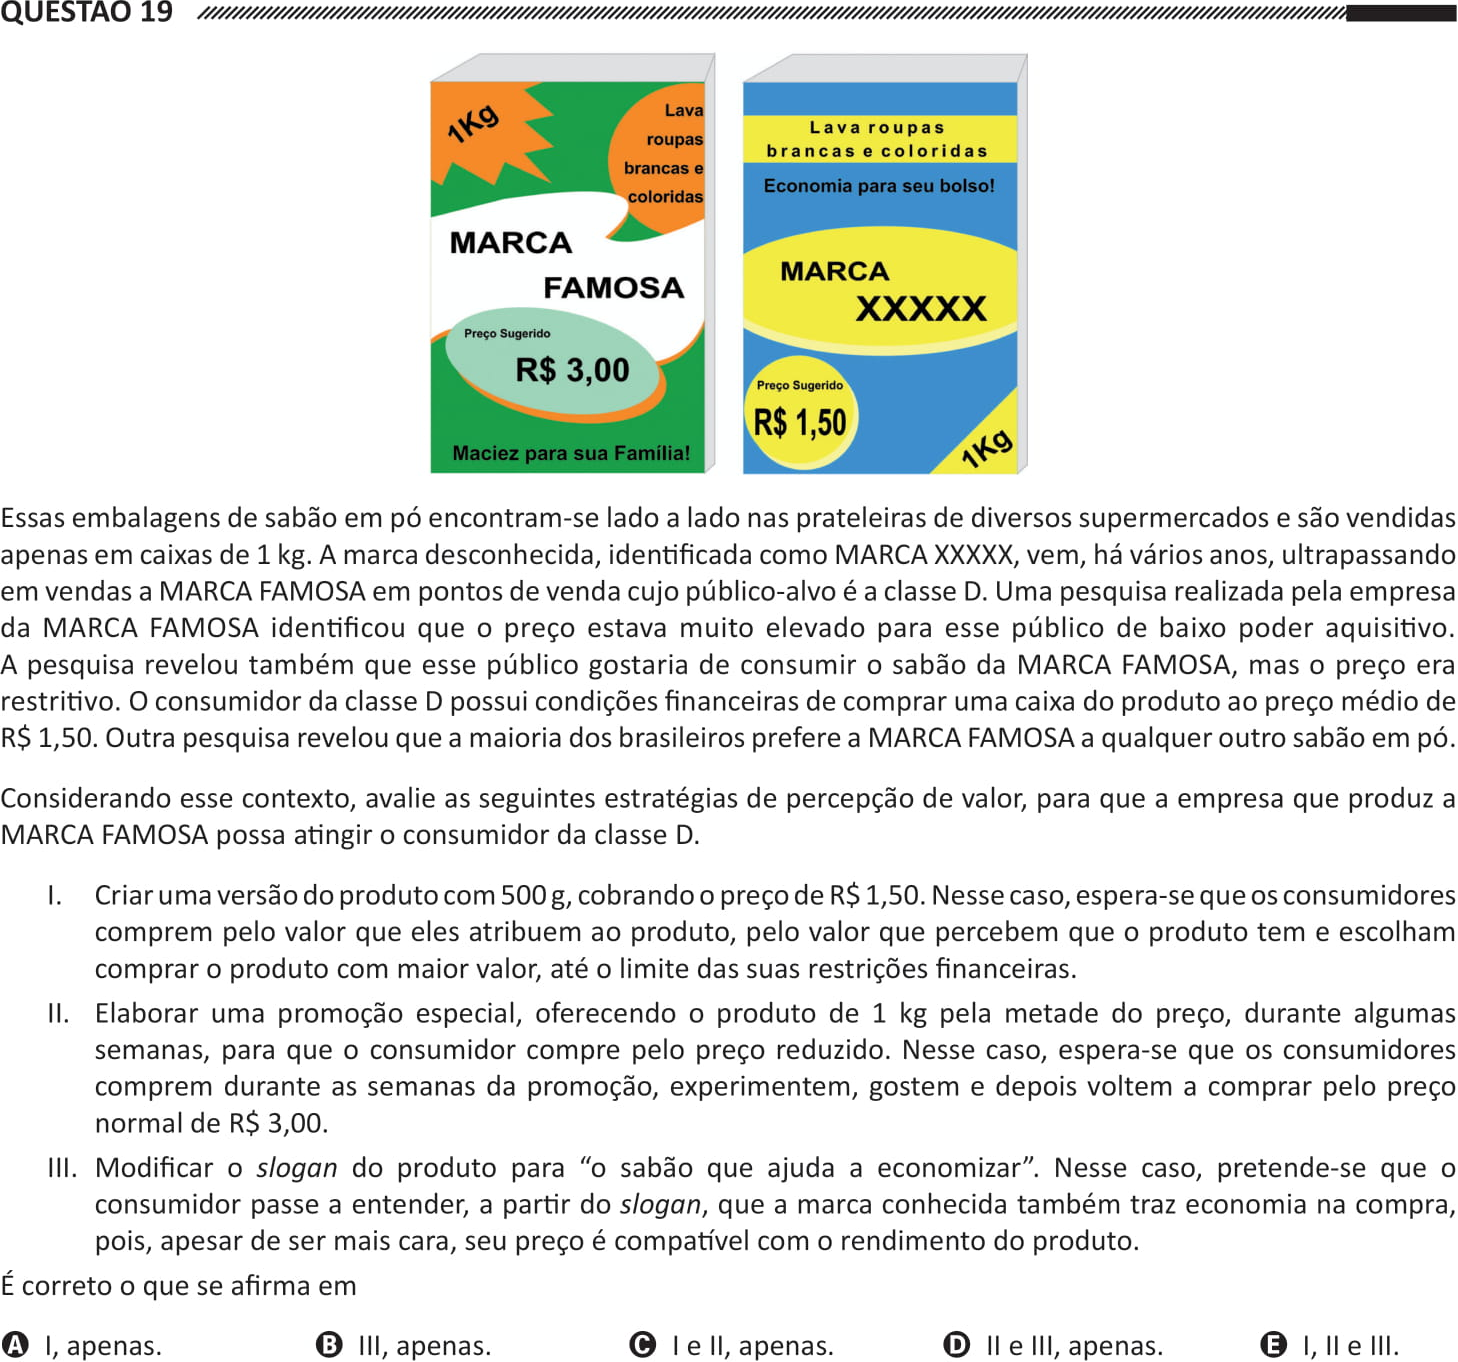 QUESTÃO 19
1Kg
Lava
roupas
brancas e
coloridas
MARCA
FAMOSA
Preço Sugerido
R$ 3,00
Maciez para sua Família!
Lava roupas
brancas e coloridas
Economia para seu bolso!
MARCA
XXXXX
Preço Sugerido
R$ 1,50
1Kg
Essas embalagens de sabão em pó encontram-se lado a lado nas prateleiras de diversos supermercados e são vendidas
apenas em caixas de 1 kg. A marca desconhecida, identificada como MARCA XXXXX, vem, há vários anos, ultrapassando
em vendas a MARCA FAMOSA em pontos de venda cujo público-alvo é a classe D. Uma pesquisa realizada pela empresa
da MARCA FAMOSA identificou que o preço estava muito elevado para esse público de baixo poder aquisitivo.
A pesquisa revelou também que esse público gostaria de consumir o sabão da MARCA FAMOSA, mas o preço era
restritivo. O consumidor da classe D possui condições financeiras de comprar uma caixa do produto ao preço médio de
R$ 1,50. Outra pesquisa revelou que a maioria dos brasileiros prefere a MARCA FAMOSA a qualquer outro sabão em pó.
Considerando esse contexto, avalie as seguintes estratégias de percepção de valor, para que a empresa que produz a
MARCA FAMOSA possa atingir o consumidor da classe D.
I. Criar uma versão do produto com 500 g, cobrando o preço de R$ 1,50. Nesse caso, espera-se que os consumidores
comprem pelo valor que eles atribuem ao produto, pelo valor que percebem que o produto tem e escolham
comprar o produto com maior valor, até o limite das suas restrições financeiras.
II. Elaborar uma promoção especial, oferecendo o produto de 1 kg pela metade do preço, durante algumas
semanas, para que o consumidor compre pelo preço reduzido. Nesse caso, espera-se que os consumidores
comprem durante as semanas da promoção, experimentem, gostem e depois voltem a comprar pelo preço
normal de R$ 3,00.
III. Modificar o slogan do produto para “o sabão que ajuda a economizar”. Nesse caso, pretende-se que o
consumidor passe a entender, a partir do slogan, que a marca conhecida também traz economia na compra,
pois, apesar de ser mais cara, seu preço é compatível com o rendimento do produto.
É correto o que se afirma em
A I, apenas.
B III, apenas.
C I e II, apenas.
D II e III, apenas.
E I, II e III.